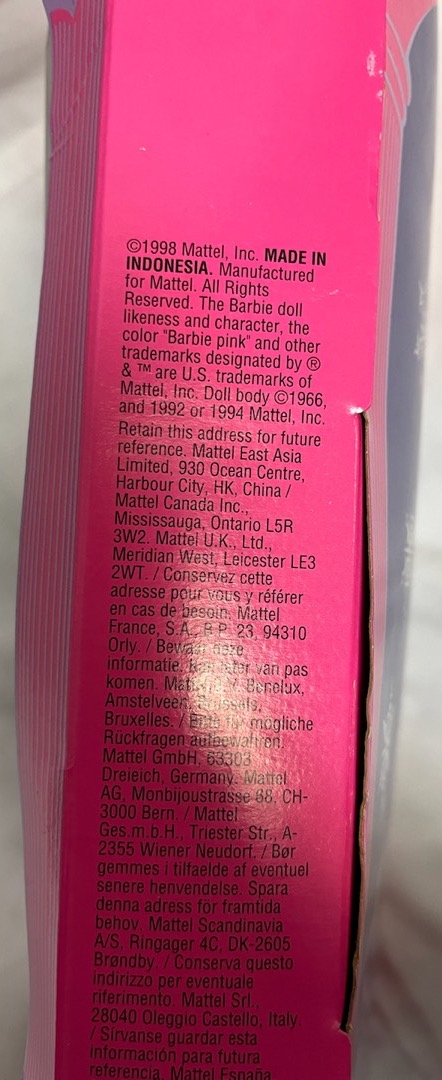 ©1998 Mattel, Inc. MADE IN
INDONESIA. Manufactured
for Mattel. All Rights
Reserved. The Barbie doll
likeness and character, the
color "Barbie pink" and other
trademarks designated by ®
& ™ are U.S. trademarks of
Mattel, Inc. Doll body ©1966,
and 1992 or 1994 Mattel, Inc.
Retain this address for future
reference. Mattel East Asia
Limited, 930 Ocean Centre,
Harbour City, HK, China /
Mattel Canada Inc.,
Mississauga, Ontario L5R
3W2. Mattel U.K., Ltd.,
Meridian West, Leicester LE3
2WT. / Conservez cette
adresse pour vous y référer
en cas de besoin. Mattel
France, S.A., B.P. 23, 94310
Orly. / Bewaar deze
informatie. van pas
komen. Benelux,
Amstelveen,
Bruxelles. / Bitte für mögliche
Rückfragen aufbewahren.
Mattel GmbH, 63303
Dreieich, Germany. Mattel
AG, Monbijoustrasse 68, CH-
3000 Bern. / Mattel
Ges.m.b.H., Triester Str., A-
2355 Wiener Neudorf. / Bør
gemmes i tilfaelde af eventuel
senere henvendelse. Spara
denna adress för framtida
behov. Mattel Scandinavia
A/S, Ringager 4C, DK-2605
Brøndby. / Conserva questo
indirizzo per eventuale
riferimento. Mattel Srl.,
28040 Oleggio Castello, Italy.
/ Sírvanse guardar esta
información para futura
referencia. Mattel España